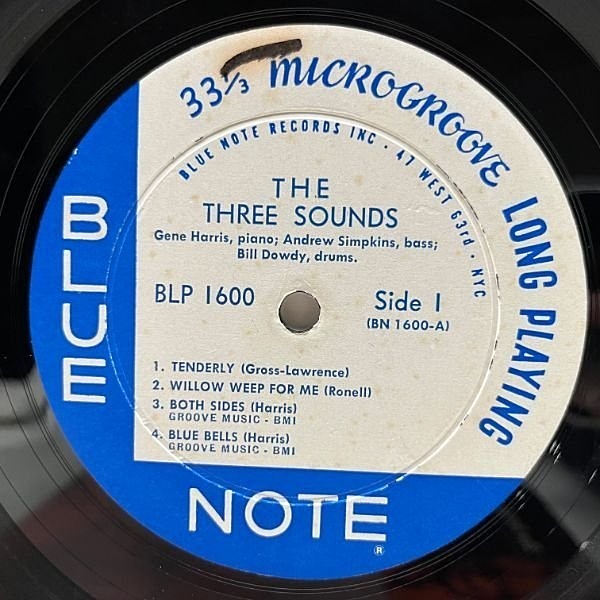 33⅓ MICROGROOVE LONG PLAYING
BLUE NOTE RECORDS INC · 47 WEST 63rd · NYC
THE
THREE SOUNDS
Gene Harris, piano; Andrew Simpkins, bass;
Bill Dowdy, drums.
BLP 1600 Side 1
(BN 1600-A)
1. TENDERLY (Gross-Lawrence)
2. WILLOW WEEP FOR ME (Ronell)
3. BOTH SIDES (Harris)
GROOVE MUSIC - BMI
4. BLUE BELLS (Harris)
GROOVE MUSIC - BMI
BLUE
NOTE
®